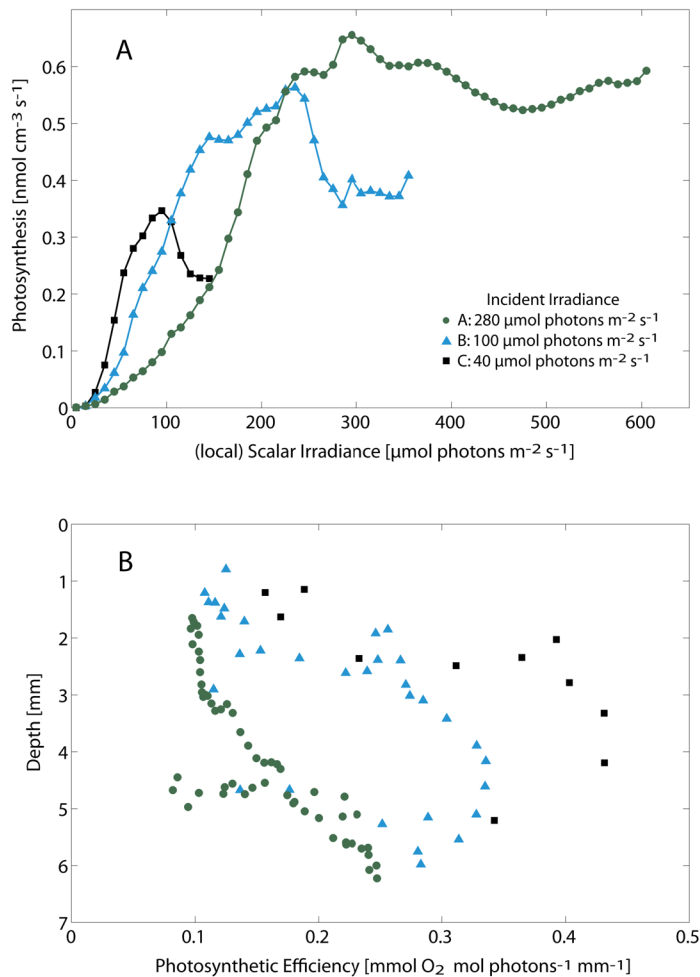 A
0.6
0.5
0.4
0.3
0.2
0.1
0
Photosynthesis [nmol cm⁻³ s⁻¹]
Incident Irradiance
A: 280 µmol photons m⁻² s⁻¹
B: 100 µmol photons m⁻² s⁻¹
C: 40 µmol photons m⁻² s⁻¹
100 200 300 400 500 600
(local) Scalar Irradiance [µmol photons m⁻² s⁻¹]
B
0
1
2
3
4
5
6
7
Depth [mm]
0 0.1 0.2 0.3 0.4 0.5
Photosynthetic Efficiency [mmol O₂ mol photons⁻¹ mm⁻¹]